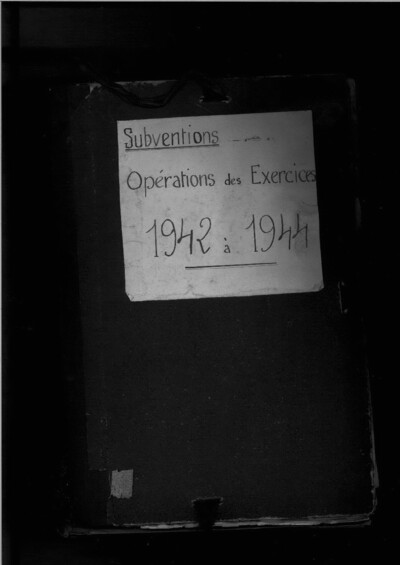 Subventions
Opérations des Exercices
1942 à 1944